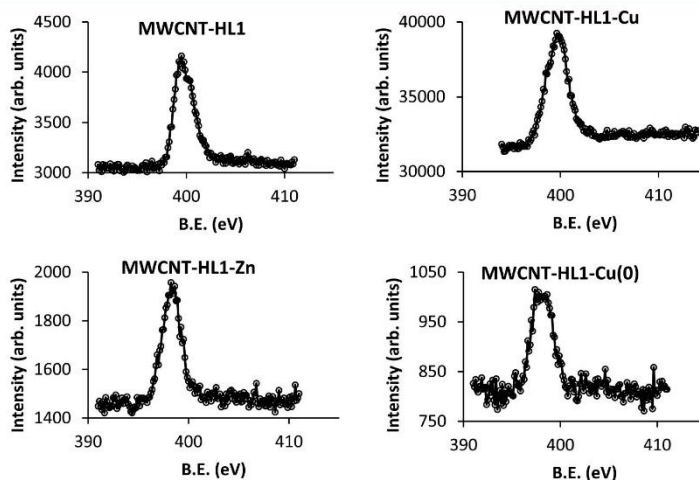 MWCNT-HL1
Intensity (arb. units)
4500
4000
3500
3000
390
400
410
B.E. (eV)
MWCNT-HL1-Cu
Intensity (arb. units)
40000
35000
30000
390
400
410
B.E. (eV)
MWCNT-HL1-Zn
Intensity (arb. units)
2000
1800
1600
1400
390
400
410
B.E. (eV)
MWCNT-HL1-Cu(0)
Intensity (arb. units)
1050
950
850
750
390
400
410
B.E. (eV)